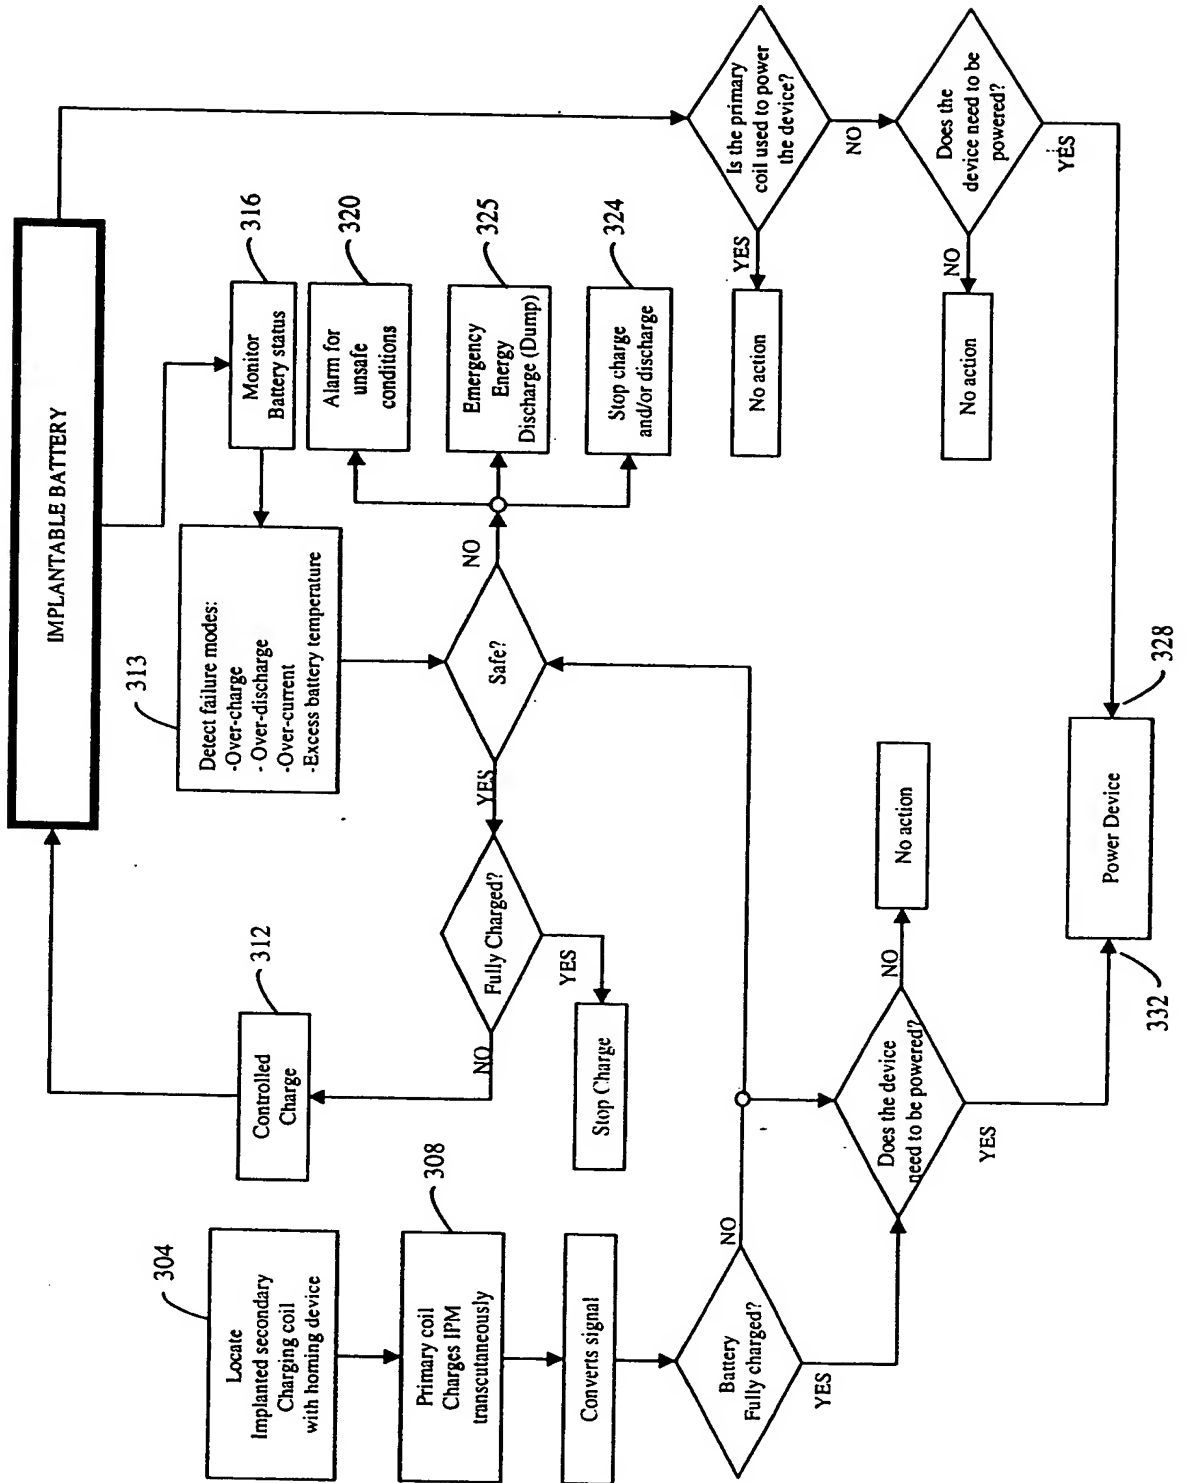 304
Locate
Implanted secondary
Charging coil
with homing device
308
Primary coil
Charges IPM
transcutaneously
Converts signal
Battery
Fully charged?
NO
YES
312
Controlled
Charge
NO
Fully Charged?
YES
Stop Charge
YES
Safe?
NO
313
Detect failure modes:
-Over-charge
- Over-discharge
-Over-current
-Excess battery temperature
IMPLANTABLE BATTERY
Monitor
Battery status
316
Alarm for
unsafe
conditions
320
Emergency
Energy
Discharge (Dump)
325
Stop charge
and/or discharge
324
Does the device
need to be powered?
NO
No action
YES
332
Power Device
328
Is the primary
coil used to power
the device?
YES
No action
NO
Does the
device need to be
powered?
NO
No action
YES